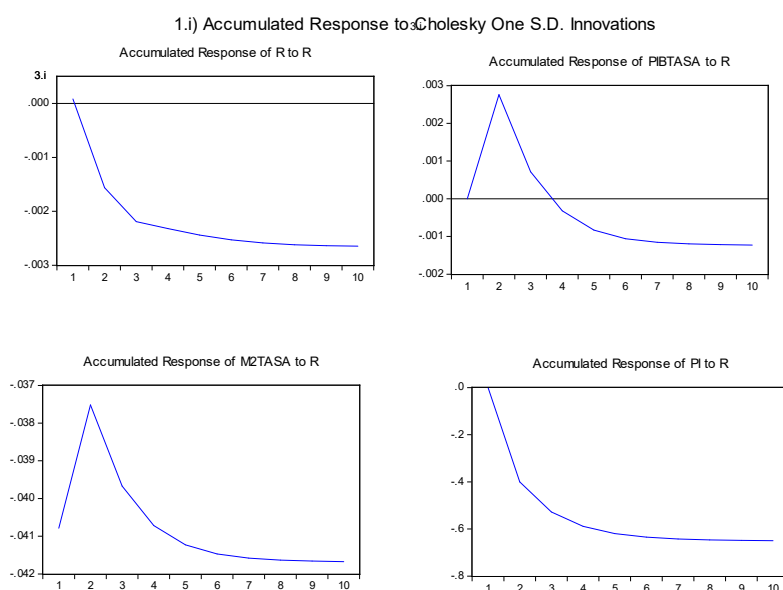 1.i) Accumulated Response to Cholesky One S.D. Innovations
3.i
Accumulated Response of R to R
3.i
.000
-.001
-.002
-.003
1 2 3 4 5 6 7 8 9 10
Accumulated Response of PIBTASA to R
.003
.002
.001
.000
-.001
-.002
1 2 3 4 5 6 7 8 9 10
Accumulated Response of M2TASA to R
-.037
-.038
-.039
-.040
-.041
-.042
1 2 3 4 5 6 7 8 9 10
Accumulated Response of PI to R
.0
-.2
-.4
-.6
-.8
1 2 3 4 5 6 7 8 9 10